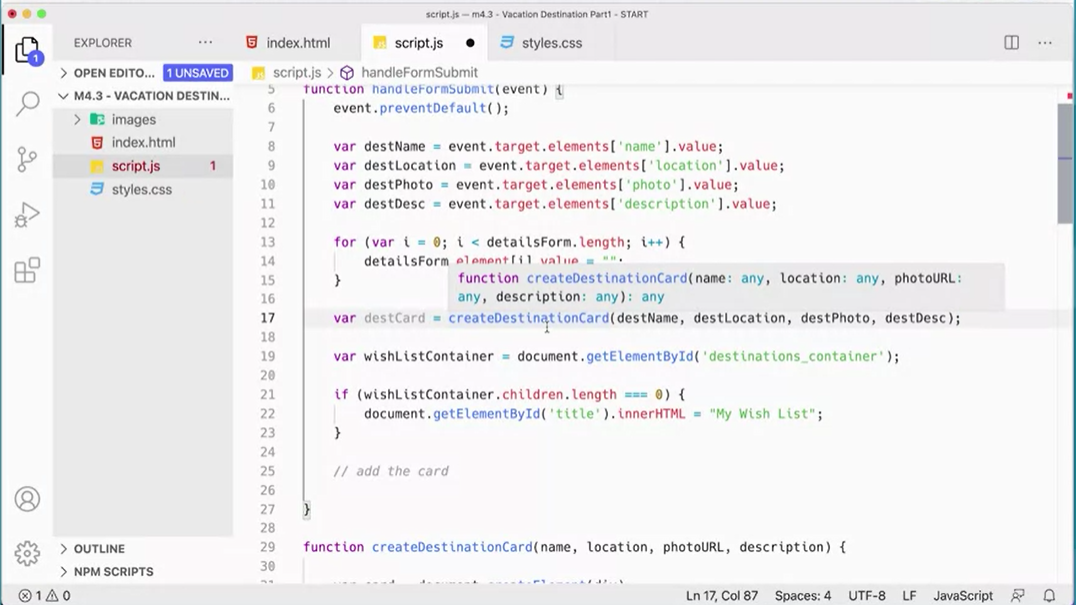 script.js — m4.3 - Vacation Destination Part1 - START
EXPLORER
index.html
script.js
styles.css
OPEN EDITO... 1 UNSAVED
script.js > handleFormSubmit
M4.3 - VACATION DESTIN...
images
index.html
script.js 1
styles.css
1
5 function handleFormSubmit(event) {
6 event.preventDefault();
7
8 var destName = event.target.elements['name'].value;
9 var destLocation = event.target.elements['location'].value;
10 var destPhoto = event.target.elements['photo'].value;
11 var destDesc = event.target.elements['description'].value;
12
13 for (var i = 0; i < detailsForm.length; i++) {
14 detailsForm.element[i].value = "";
function createDestinationCard(name: any, location: any, photoURL:
any, description: any): any
15 }
16
17 var destCard = createDestinationCard(destName, destLocation, destPhoto, destDesc);
18
19 var wishListContainer = document.getElementById('destinations_container');
20
21 if (wishListContainer.children.length === 0) {
22 document.getElementById('title').innerHTML = "My Wish List";
23 }
24
25 // add the card
26
27 }
28
29 function createDestinationCard(name, location, photoURL, description) {
30
OUTLINE
NPM SCRIPTS
1 0
Ln 17, Col 87
Spaces: 4
UTF-8
LF
JavaScript